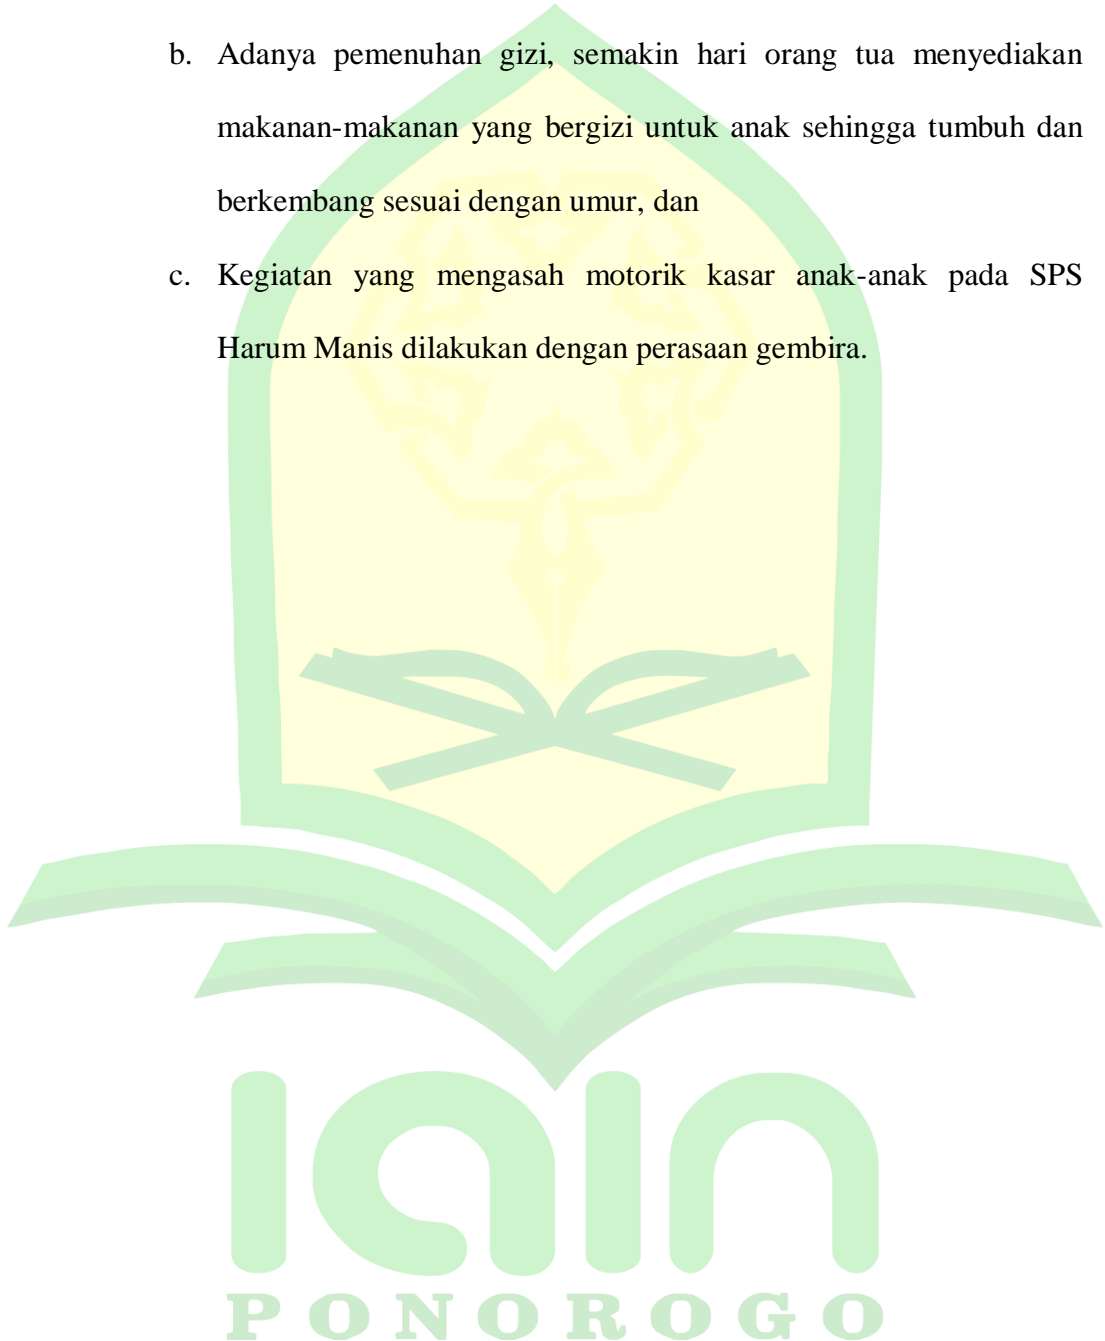 b. Adanya pemenuhan gizi, semakin hari orang tua menyediakan
makanan-makanan yang bergizi untuk anak sehingga tumbuh dan
berkembang sesuai dengan umur, dan
c. Kegiatan yang mengasah motorik kasar anak-anak pada SPS
Harum Manis dilakukan dengan perasaan gembira.
iain
PONOROGO